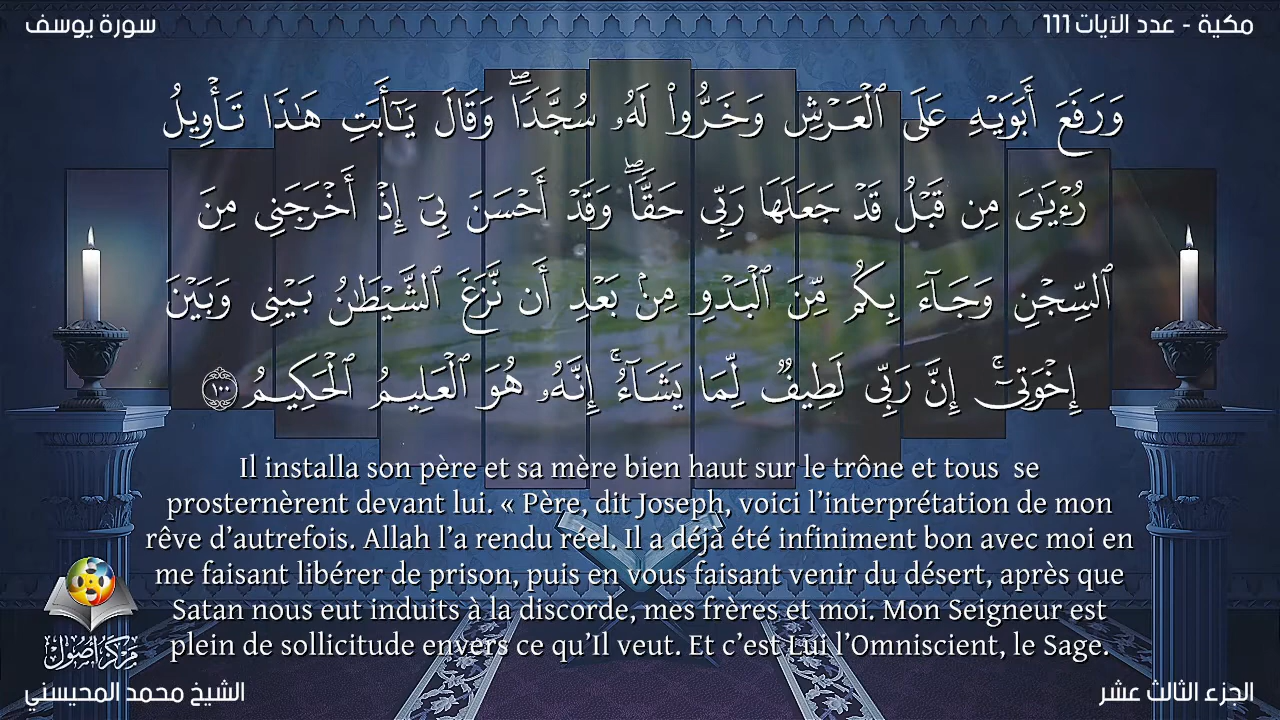 مكية - عدد الآيات 111
سورة يوسف
وَرَفَعَ أَبَوَيْهِ عَلَى ٱلْعَرْشِ وَخَرُّوا۟ لَهُۥ سُجَّدًۭا ۖ وَقَالَ يَـٰٓأَبَتِ هَـٰذَا تَأْوِيلُ
رُءْيَـٰىَ مِن قَبْلُ قَدْ جَعَلَهَا رَبِّى حَقًّۭا ۖ وَقَدْ أَحْسَنَ بِىٓ إِذْ أَخْرَجَنِى مِنَ
ٱلسِّجْنِ وَجَآءَ بِكُم مِّنَ ٱلْبَدْوِ مِنۢ بَعْدِ أَن نَّزَغَ ٱلشَّيْطَـٰنُ بَيْنِى وَبَيْنَ
إِخْوَتِىٓ ۚ إِنَّ رَبِّى لَطِيفٌۭ لِّمَا يَشَآءُ ۚ إِنَّهُۥ هُوَ ٱلْعَلِيمُ ٱلْحَكِيمُ ١٠٠
Il installa son père et sa mère bien haut sur le trône et tous se
prosternèrent devant lui. « Père, dit Joseph, voici l’interprétation de mon
rêve d’autrefois. Allah l’a rendu réel. Il a déjà été infiniment bon avec moi en
me faisant libérer de prison, puis en vous faisant venir du désert, après que
Satan nous eut induits à la discorde, mes frères et moi. Mon Seigneur est
plein de sollicitude envers ce qu’Il veut. Et c’est Lui l’Omniscient, le Sage.
مركز أصول
الجزء الثالث عشر
الشيخ محمد المحيسني